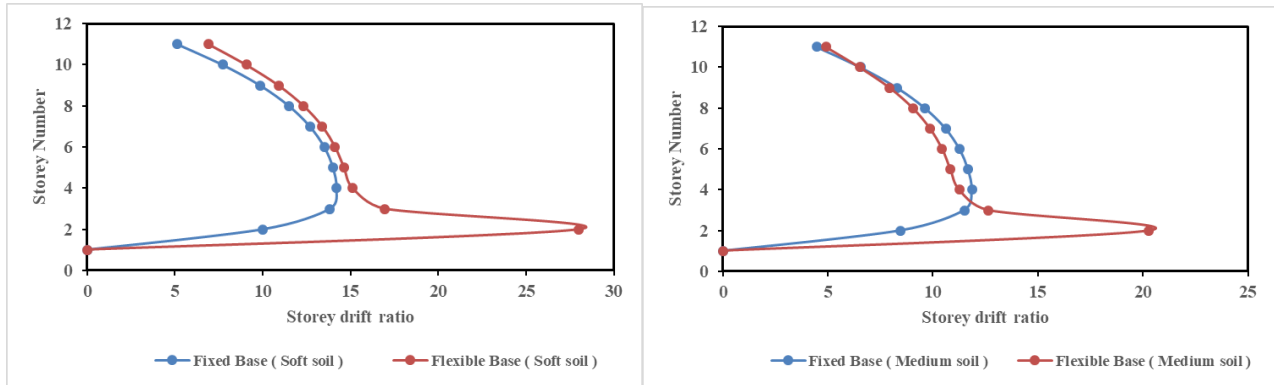 12
10
8
6
4
2
0
Storey Number
0 5 10 15 20 25 30
Storey drift ratio
Fixed Base ( Soft soil ) Flexible Base ( Soft soil )
12
10
8
6
4
2
0
Storey Number
0 5 10 15 20 25
Storey drift ratio
Fixed Base ( Medium soil ) Flexible Base ( Medium soil )